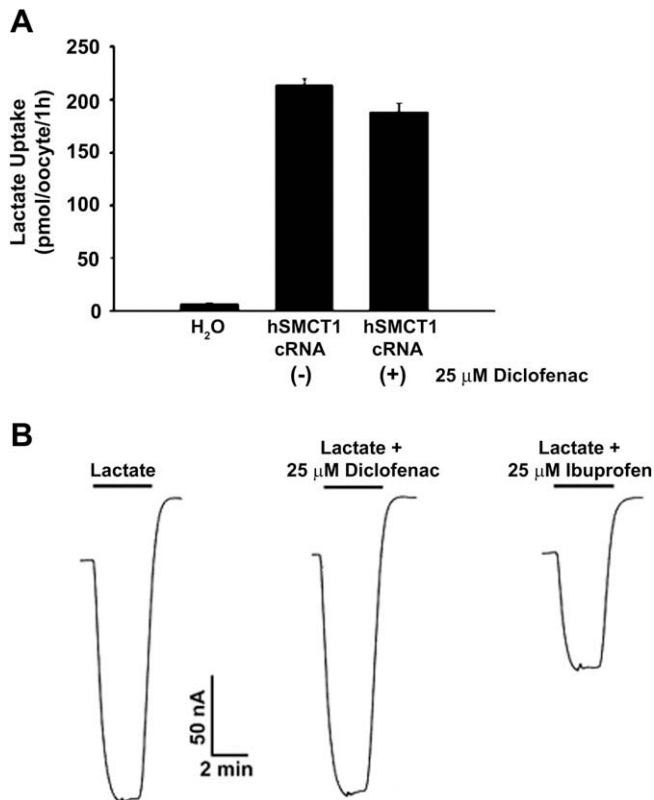 A
Lactate Uptake
(pmol/oocyte/1h)
250
200
150
100
50
0
H₂O
hSMCT1
cRNA
(-)
hSMCT1
cRNA
(+)
25 μM Diclofenac
B
Lactate
Lactate +
25 μM Diclofenac
Lactate +
25 μM Ibuprofen
50 nA
2 min